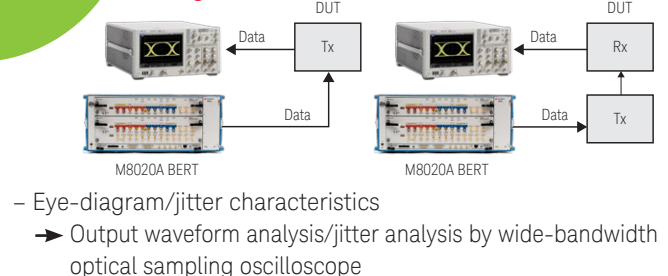 DUT
DUT
Data
Tx
Data
Rx
Data
Data
Tx
M8020A BERT
M8020A BERT
– Eye-diagram/jitter characteristics
→ Output waveform analysis/jitter analysis by wide-bandwidth
optical sampling oscilloscope